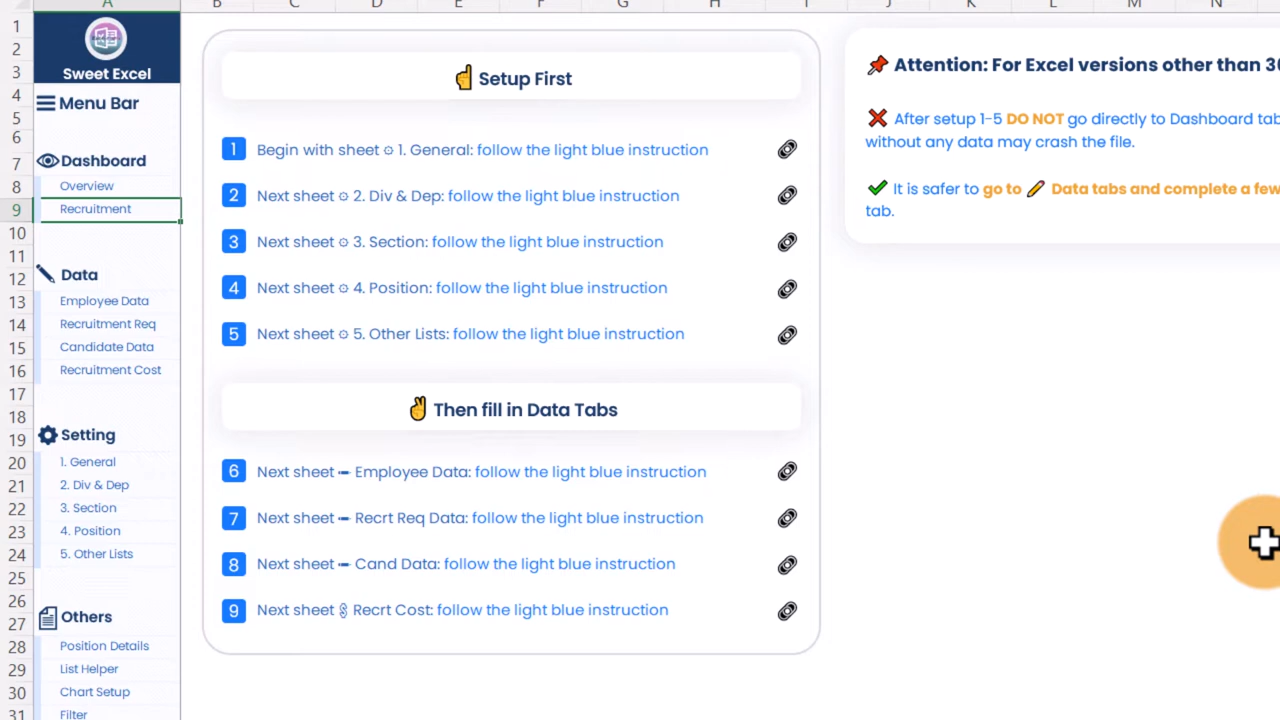 A B C D E F G H I J K L M N
1
2
3
4
5
6
7
8
9
10
11
12
13
14
15
16
17
18
19
20
21
22
23
24
25
26
27
28
29
30
31
Sweet Excel
Menu Bar
Dashboard
Overview
Recruitment
Data
Employee Data
Recruitment Req
Candidate Data
Recruitment Cost
Setting
1. General
2. Div & Dep
3. Section
4. Position
5. Other Lists
Others
Position Details
List Helper
Chart Setup
Filter
Setup First
1 Begin with sheet 1. General: follow the light blue instruction
2 Next sheet 2. Div & Dep: follow the light blue instruction
3 Next sheet 3. Section: follow the light blue instruction
4 Next sheet 4. Position: follow the light blue instruction
5 Next sheet 5. Other Lists: follow the light blue instruction
Then fill in Data Tabs
6 Next sheet Employee Data: follow the light blue instruction
7 Next sheet Recrt Req Data: follow the light blue instruction
8 Next sheet Cand Data: follow the light blue instruction
9 Next sheet Recrt Cost: follow the light blue instruction
Attention: For Excel versions other than
After setup 1-5 DO NOT go directly to Dashboard tab
without any data may crash the file.
It is safer to go to Data tabs and complete a few
tab.